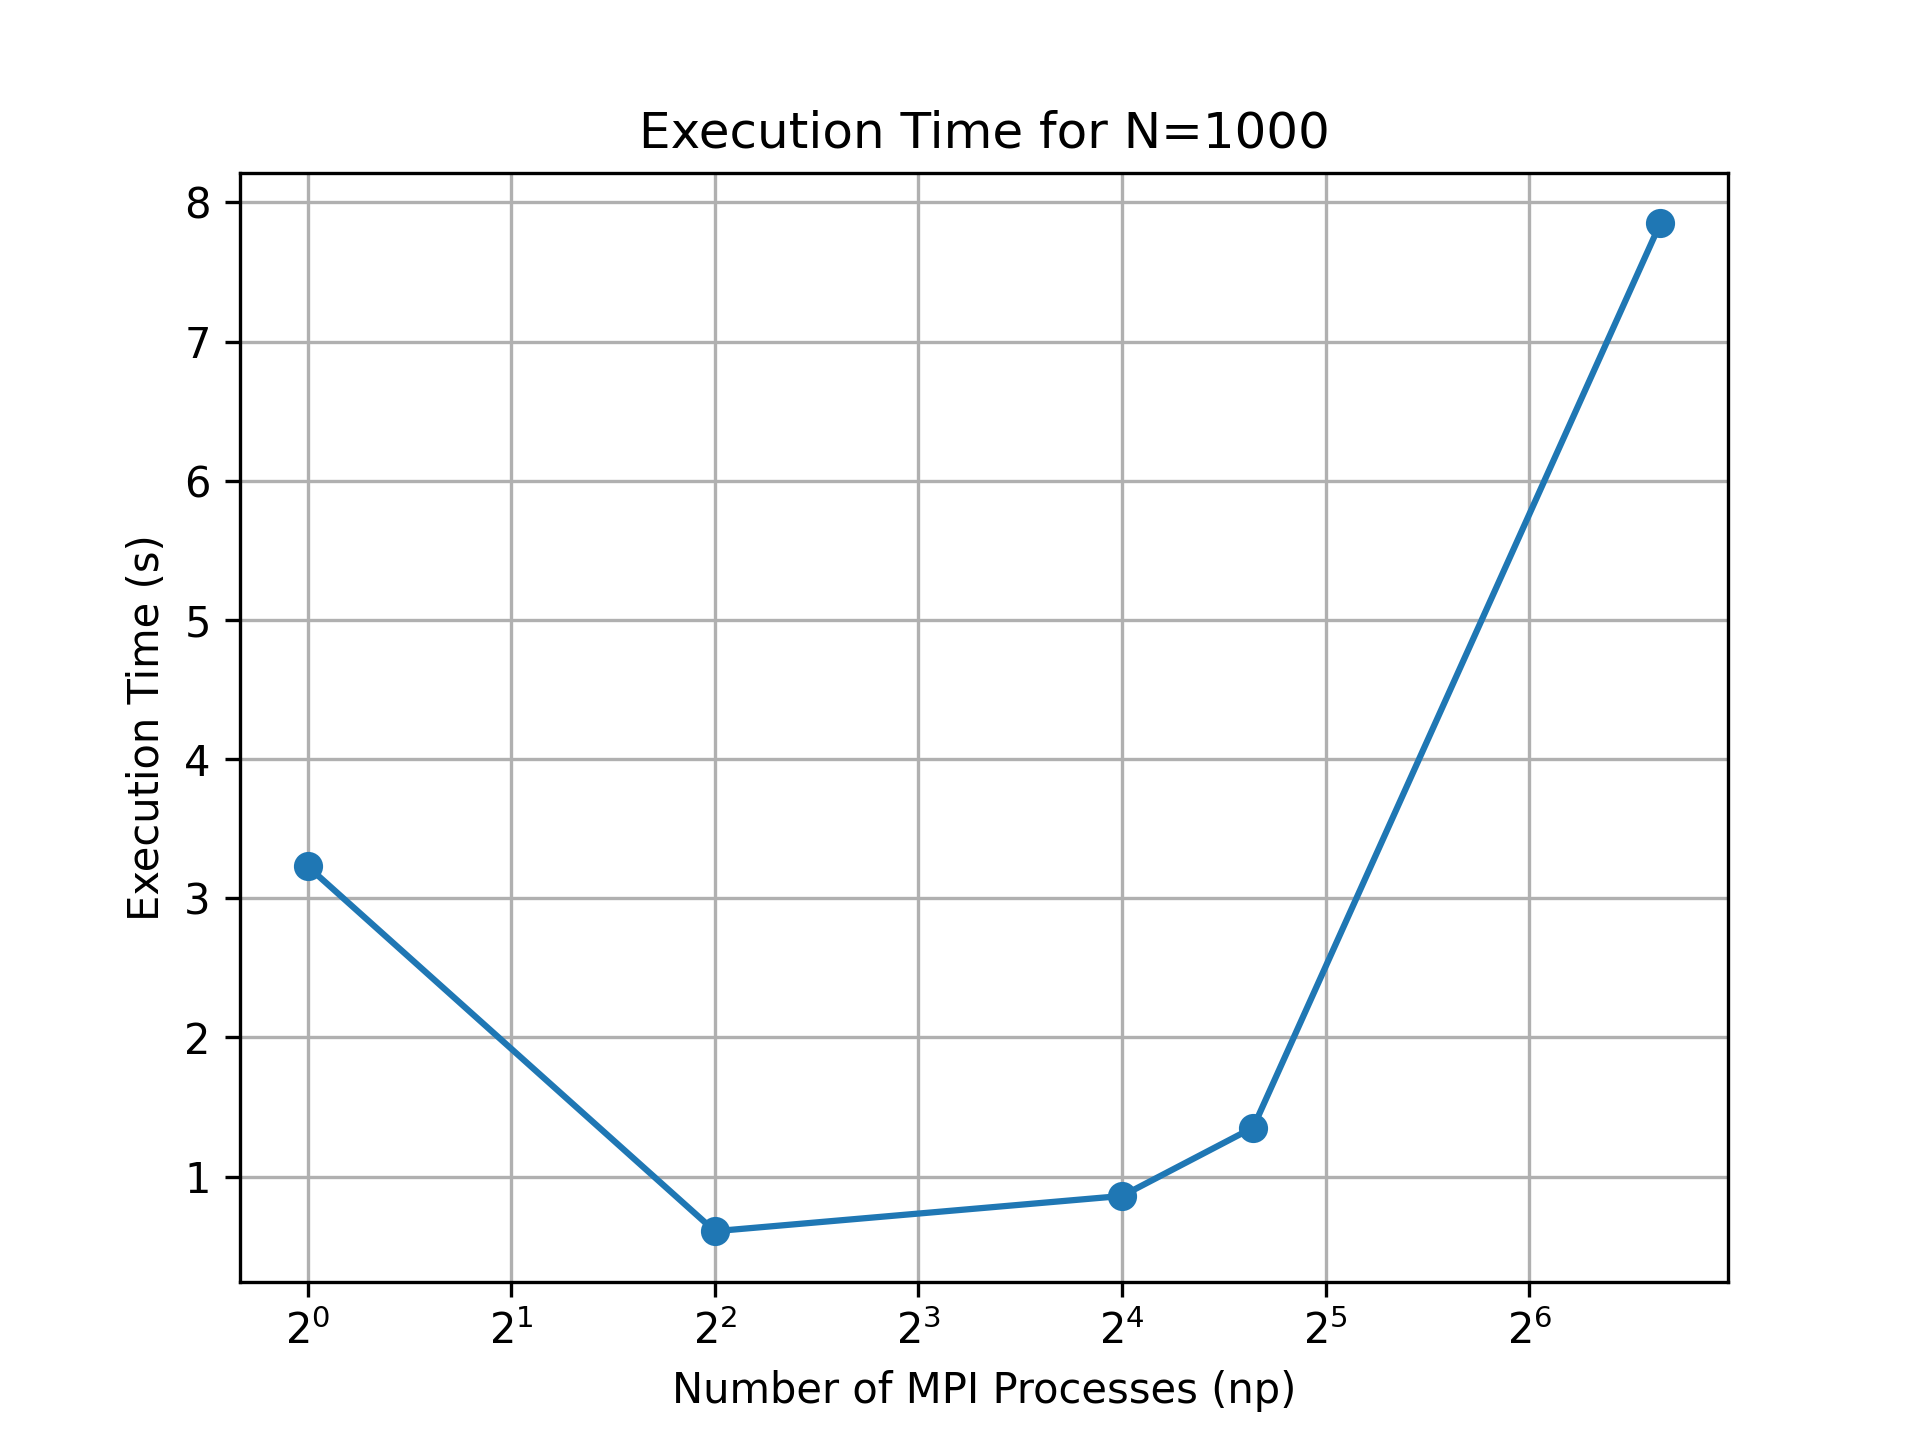 Execution Time for N=1000
Execution Time (s)
8
7
6
5
4
3
2
1
2⁰ 2¹ 2² 2³ 2⁴ 2⁵ 2⁶
Number of MPI Processes (np)